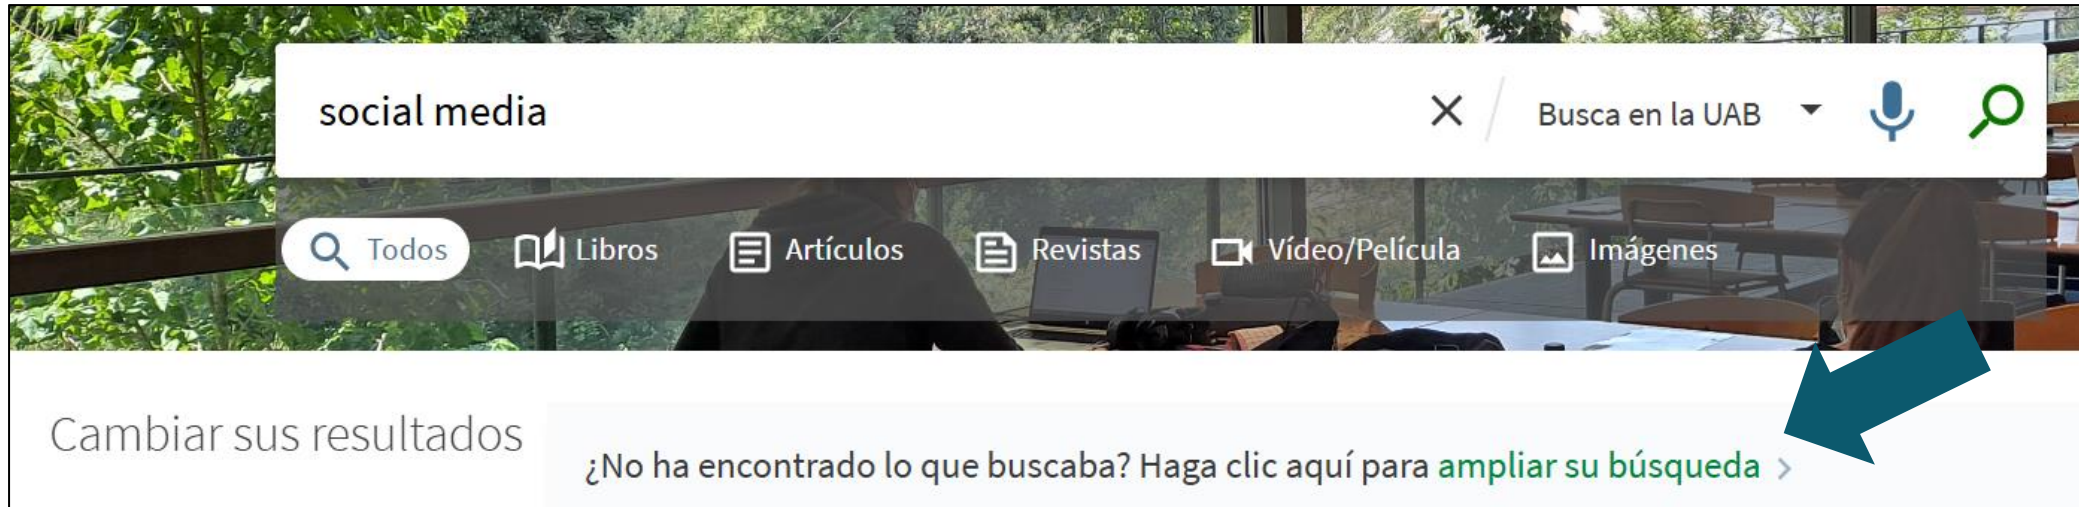 social media
Busca en la UAB
Todos
Libros
Artículos
Revistas
Vídeo/Película
Imágenes
Cambiar sus resultados
¿No ha encontrado lo que buscaba? Haga clic aquí para ampliar su búsqueda >